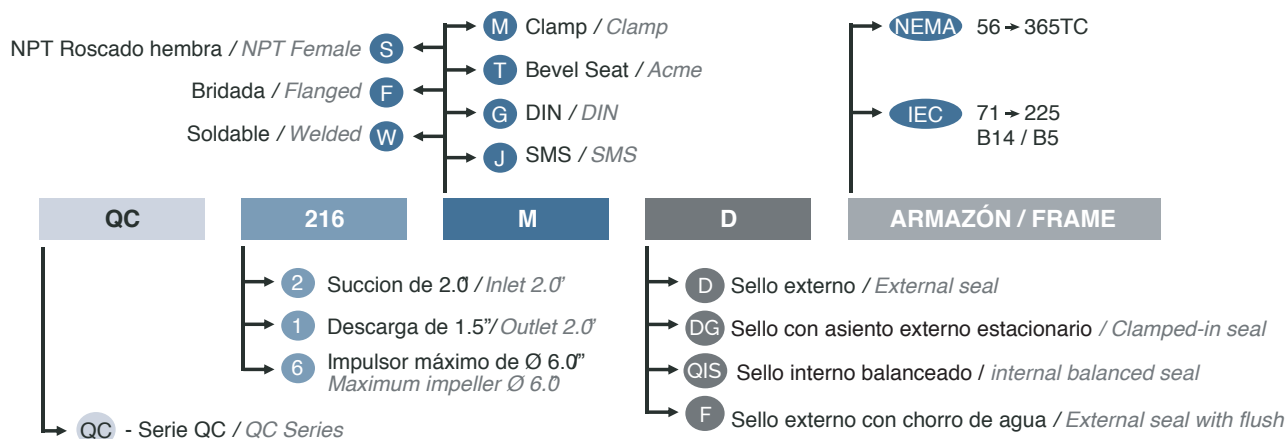 NPT Roscado hembra / NPT Female S
Bridada / Flanged F
Soldable / Welded W
M Clamp / Clamp
T Bevel Seat / Acme
G DIN / DIN
J SMS / SMS
NEMA 56 → 365TC
IEC 71 → 225
B14 / B5
QC 216 M D ARMAZÓN / FRAME
2 Succion de 2.0" / Inlet 2.0"
1 Descarga de 1.5"/ Outlet 2.0"
6 Impulsor máximo de Ø 6.0"
Maximum impeller Ø 6.0"
QC - Serie QC / QC Series
D Sello externo / External seal
DG Sello con asiento externo estacionario / Clamped-in seal
QIS Sello interno balanceado / internal balanced seal
F Sello externo con chorro de agua / External seal with flush